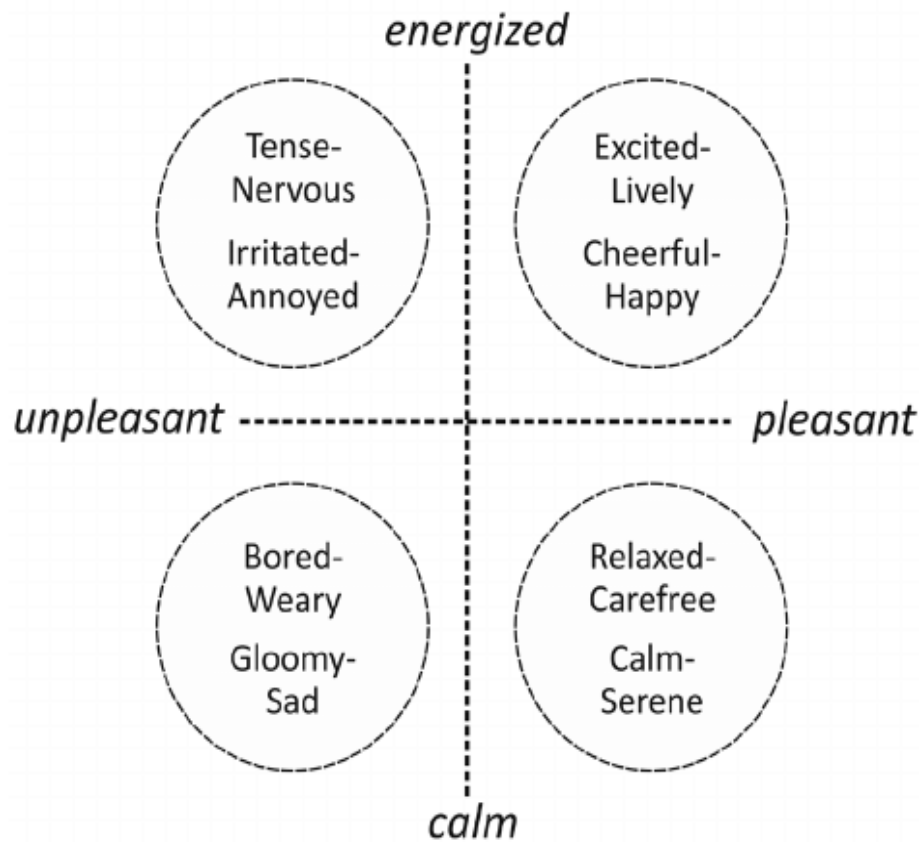 energized
Tense-
Nervous
Irritated-
Annoyed
Excited-
Lively
Cheerful-
Happy
unpleasant
pleasant
Bored-
Weary
Gloomy-
Sad
Relaxed-
Carefree
Calm-
Serene
calm